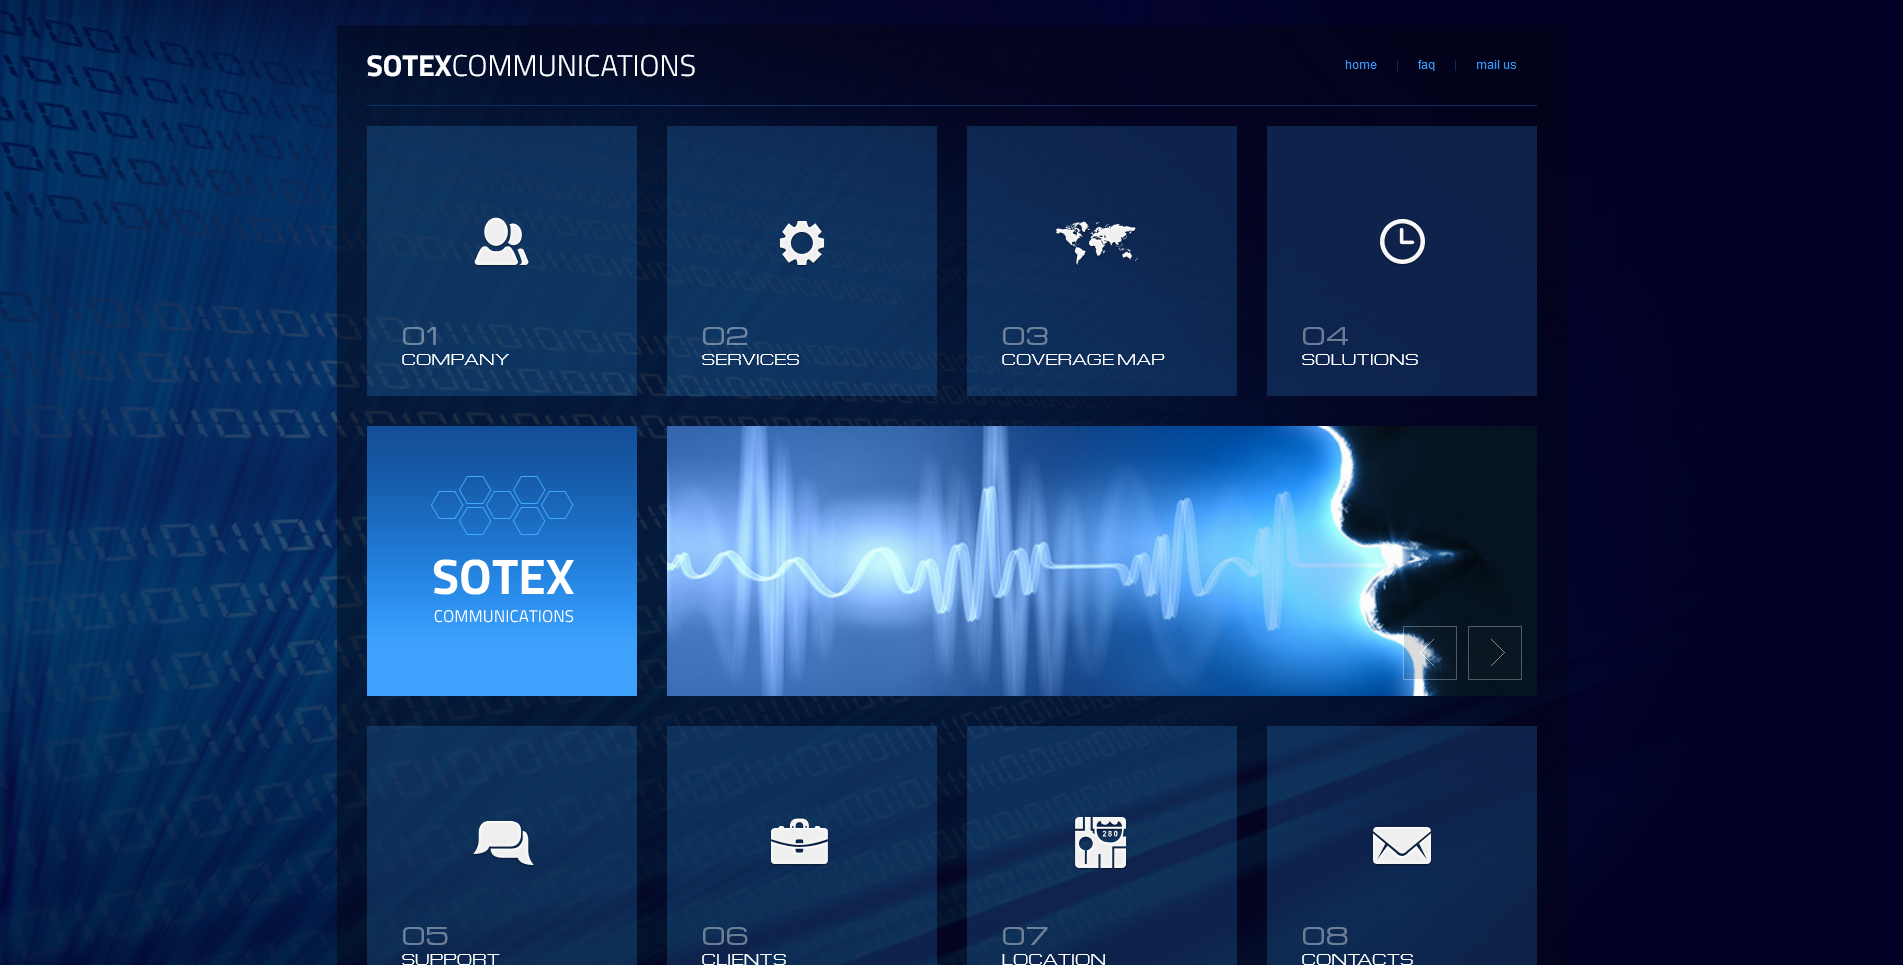 SOTEXCOMMUNICATIONS
home | faq | mail us
01
COMPANY
02
SERVICES
03
COVERAGE MAP
04
SOLUTIONS
SOTEX
COMMUNICATIONS
05
SUPPORT
06
CLIENTS
280
07
LOCATION
08
CONTACTS